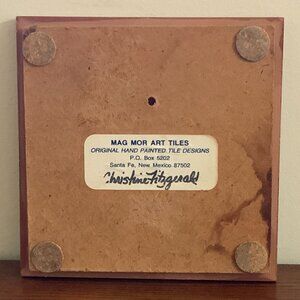 MAG MOR ART TILES
ORIGINAL HAND PAINTED TILE DESIGNS
P.O. Box 5202
Santa Fe, New Mexico 87502
Christine Fitzgerald